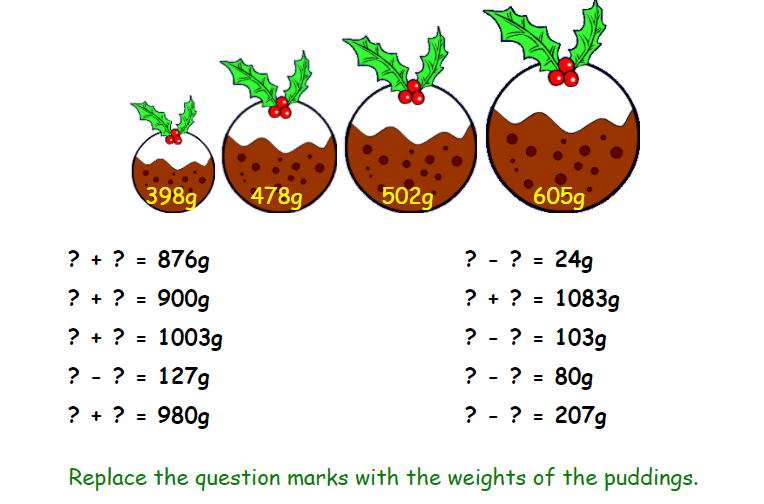 398g 478g 502g 605g
? + ? = 876g
? + ? = 900g
? + ? = 1003g
? - ? = 127g
? + ? = 980g
? - ? = 24g
? + ? = 1083g
? - ? = 103g
? - ? = 80g
? - ? = 207g
Replace the question marks with the weights of the puddings.